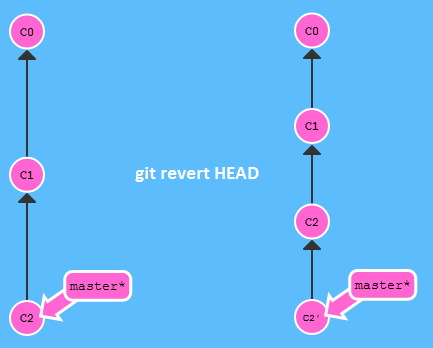 C0
C0
C1
C1
git revert HEAD
C2
master*
master*
C2
C2'